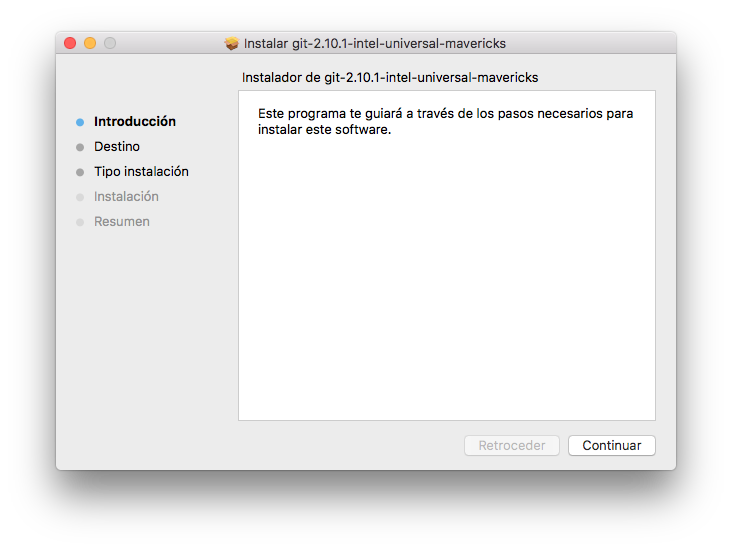 Instalar git-2.10.1-intel-universal-mavericks
Instalador de git-2.10.1-intel-universal-mavericks
Introducción
Destino
Tipo instalación
Instalación
Resumen
Este programa te guiará a través de los pasos necesarios para
instalar este software.
Retroceder
Continuar